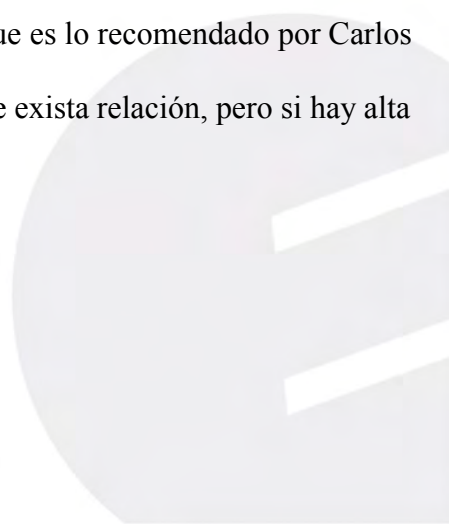 ue es lo recomendado por Carlos
e exista relación, pero si hay alta